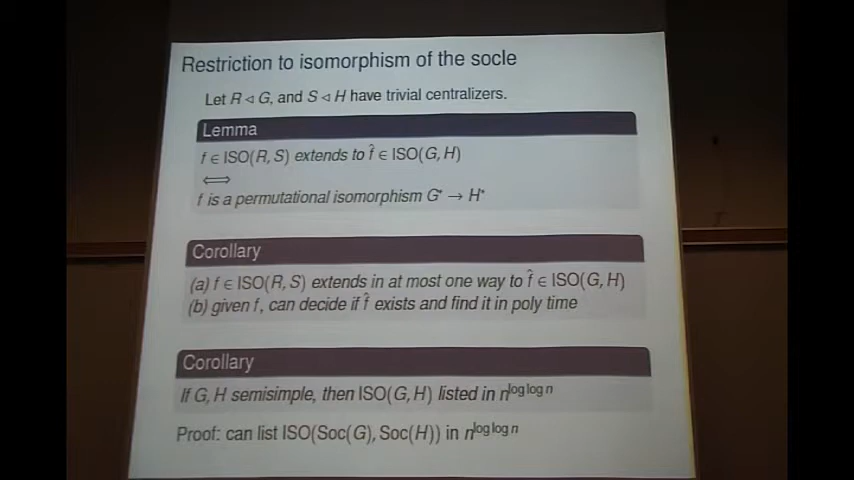 Restriction to isomorphism of the socle
Let R ◁ G, and S ◁ H have trivial centralizers.
Lemma
f ∈ ISO(R, S) extends to f̂ ∈ ISO(G, H)
⟺
f is a permutational isomorphism G* → H*
Corollary
(a) f ∈ ISO(R, S) extends in at most one way to f̂ ∈ ISO(G, H)
(b) given f, can decide if f̂ exists and find it in poly time
Corollary
If G, H semisimple, then ISO(G, H) listed in n^log log n
Proof: can list ISO(Soc(G), Soc(H)) in n^log log n